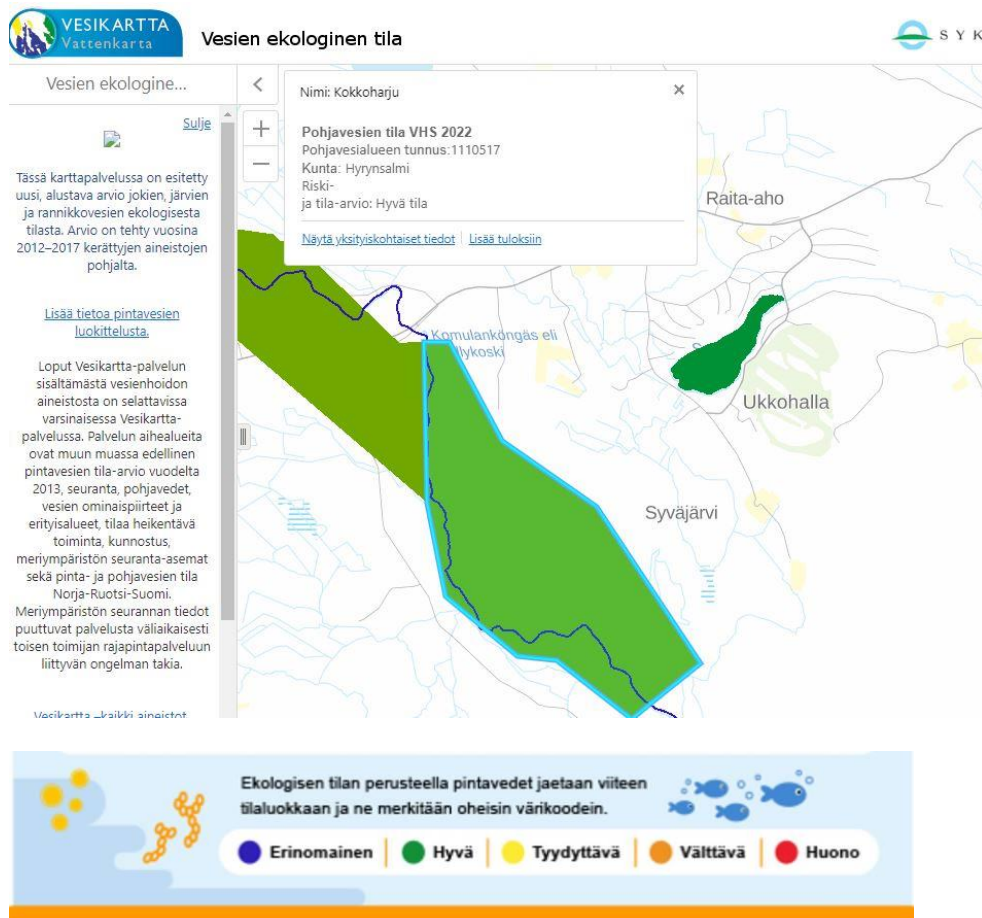 VESIKARTTA
Vattenkarta
Vesien ekologinen tila
SYK
Vesien ekologine...
Sulje
Tässä karttapalvelussa on esitetty
uusi, alustava arvio jokien, järvien
ja rannikkovesien ekologisesta
tilasta. Arvio on tehty vuosina
2012–2017 kerättyjen aineistojen
pohjalta.
Lisää tietoa pintavesien
luokittelusta.
Loput Vesikartta-palvelun
sisältämästä vesienhoidon
aineistosta on selattavissa
varsinaisessa Vesikartta-
palvelussa. Palvelun aihealueita
ovat muun muassa edellinen
pintavesien tila-arvio vuodelta
2013, seuranta, pohjavedet,
vesien ominaispiirteet ja
erityisalueet, tilaa heikentävä
toiminta, kunnostus,
meriympäristön seuranta-asemat
sekä pinta- ja pohjavesien tila
Norja-Ruotsi-Suomi.
Meriympäristön seurannan tiedot
puuttuvat palvelusta väliaikaisesti
toisen toimijan rajapintapalveluun
liittyvän ongelman takia.
Vesikartta –kaikki aineistot
Nimi: Kokkoharju
Pohjavesien tila VHS 2022
Pohjavesialueen tunnus:1110517
Kunta: Hyrynsalmi
Riski-
ja tila-arvio: Hyvä tila
Näytä yksityiskohtaiset tiedot | Lisää tuloksiin
Raita-aho
Komulanköngäs eli
Ukkohalla
Syväjärvi
Ekologisen tilan perusteella pintavedet jaetaan viiteen
tilaluokkaan ja ne merkitään oheisin värikoodein.
Erinomainen | Hyvä | Tyydyttävä | Välttävä | Huono